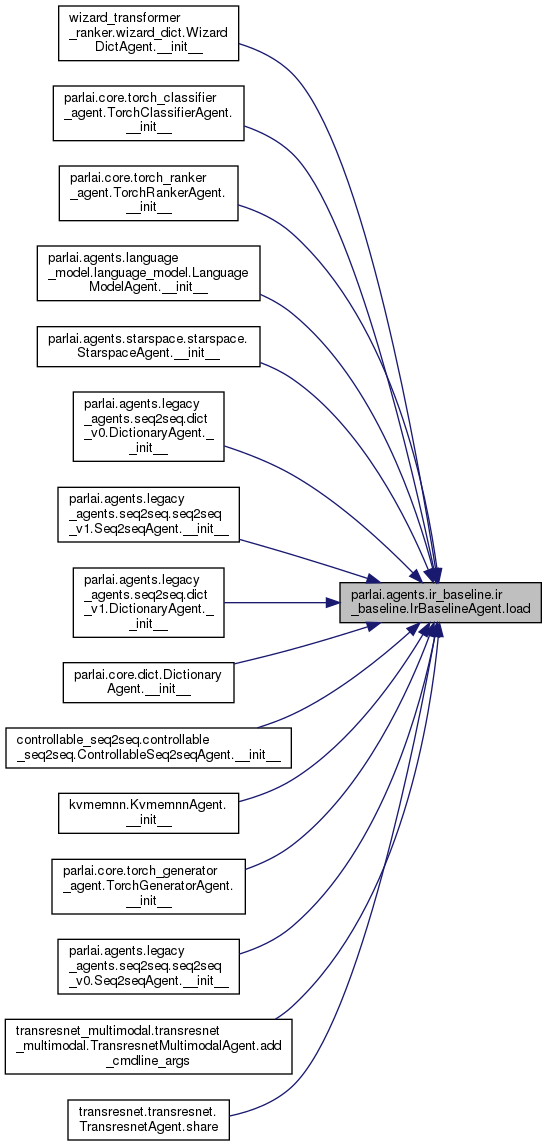 wizard_transformer
_ranker.wizard_dict.Wizard
DictAgent.__init__
parlai.core.torch_classifier
_agent.TorchClassifierAgent.
__init__
parlai.core.torch_ranker
_agent.TorchRankerAgent.
__init__
parlai.agents.language
_model.language_model.Language
ModelAgent.__init__
parlai.agents.starspace.starspace.
StarspaceAgent.__init__
parlai.agents.legacy
_agents.seq2seq.dict
_v0.DictionaryAgent._
_init__
parlai.agents.legacy
_agents.seq2seq.seq2seq
_v1.Seq2seqAgent.__init__
parlai.agents.ir_baseline.ir
_baseline.IrBaselineAgent.load
parlai.agents.legacy
_agents.seq2seq.dict
_v1.DictionaryAgent._
_init__
parlai.core.dict.Dictionary
Agent.__init__
controllable_seq2seq.controllable
_seq2seq.ControllableSeq2seqAgent.__init__
kvmemnn.KvmemnnAgent.
__init__
parlai.core.torch_generator
_agent.TorchGeneratorAgent.
__init__
parlai.agents.legacy
_agents.seq2seq.seq2seq
_v0.Seq2seqAgent.__init__
transresnet_multimodal.transresnet
_multimodal.TransresnetMultimodalAgent.add
_cmdline_args
transresnet.transresnet.
TransresnetAgent.share